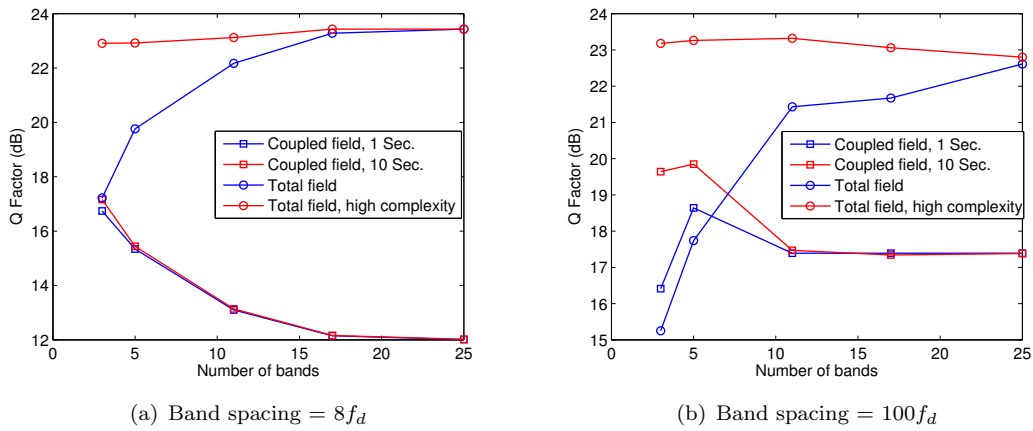 24
22
20
18
16
14
12
Q Factor (dB)
0 5 10 15 20 25
Number of bands
Coupled field, 1 Sec.
Coupled field, 10 Sec.
Total field
Total field, high complexity
(a) Band spacing = 8f_d
24
23
22
21
20
19
18
17
16
15
Q Factor (dB)
0 5 10 15 20 25
Number of bands
Coupled field, 1 Sec.
Coupled field, 10 Sec.
Total field
Total field, high complexity
(b) Band spacing = 100f_d